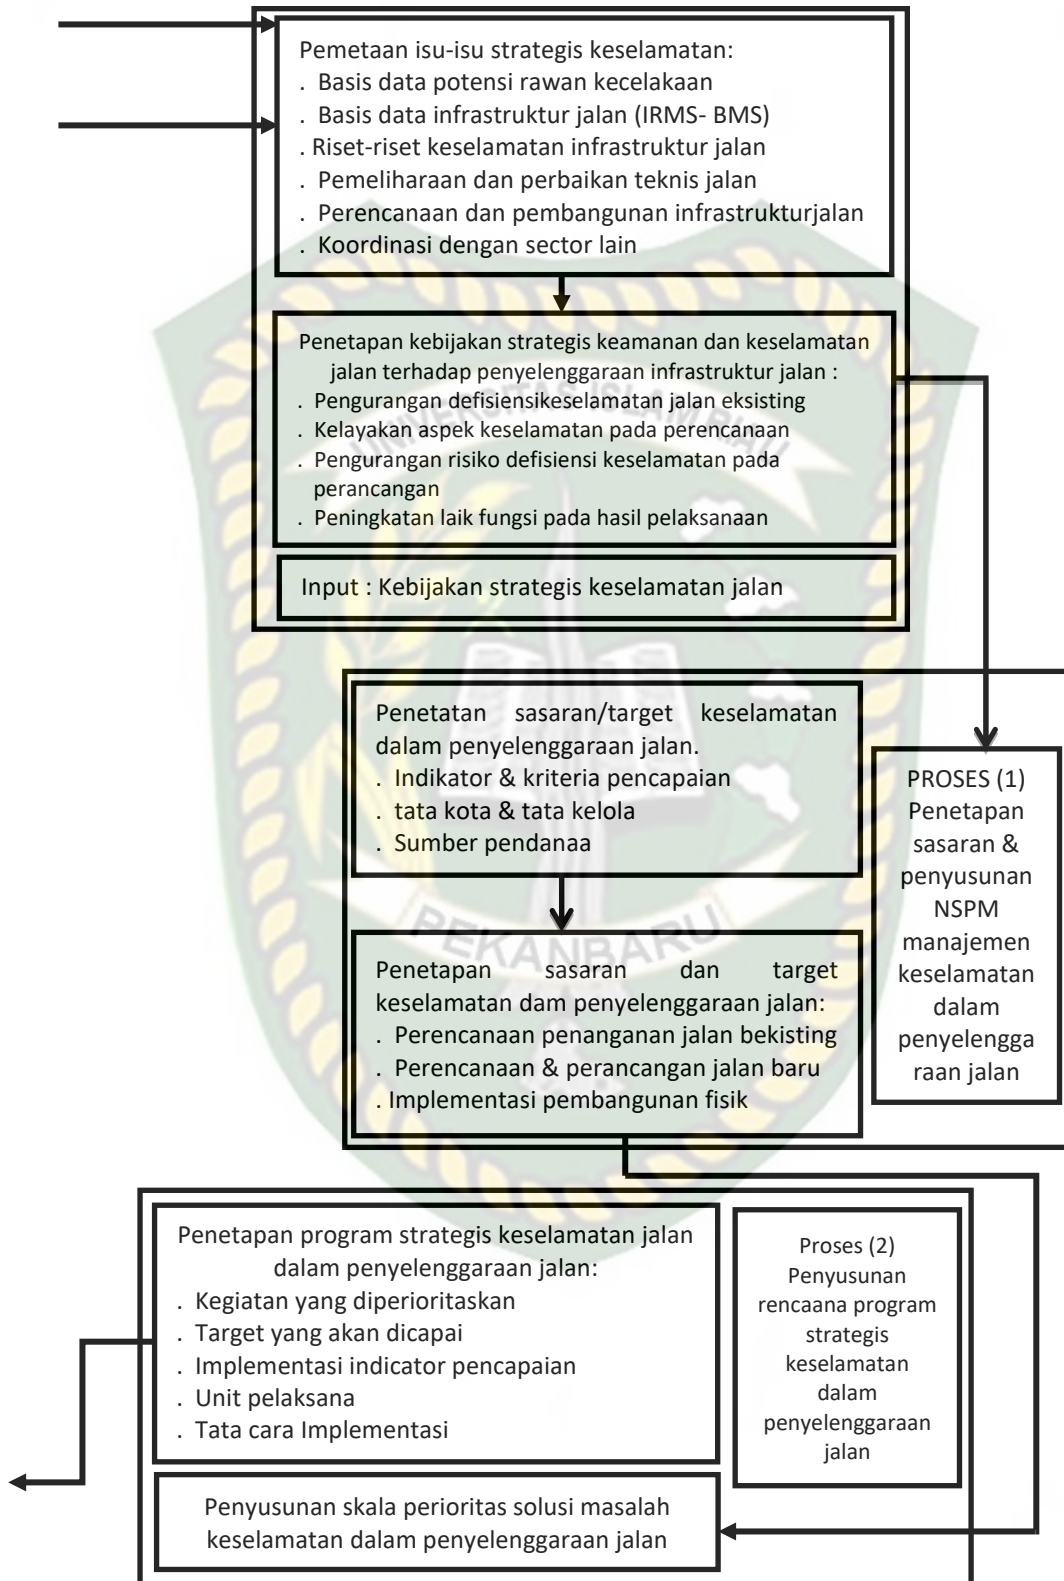 Pemetaan isu-isu strategis keselamatan:
. Basis data potensi rawan kecelakaan
. Basis data infrastruktur jalan (IRMS- BMS)
. Riset-riset keselamatan infrastruktur jalan
. Pemeliharaan dan perbaikan teknis jalan
. Perencanaan dan pembangunan infrastrukturjalan
. Koordinasi dengan sector lain
Penetapan kebijakan strategis keamanan dan keselamatan
jalan terhadap penyelenggaraan infrastruktur jalan :
. Pengurangan defisiensikeselamatan jalan eksisting
. Kelayakan aspek keselamatan pada perencanaan
. Pengurangan risiko defisiensi keselamatan pada
perancangan
. Peningkatan laik fungsi pada hasil pelaksanaan
UNIVERSITAS ISLAM RIAU
Input : Kebijakan strategis keselamatan jalan
Penetatan sasaran/target keselamatan
dalam penyelenggaraan jalan.
. Indikator & kriteria pencapaian
. tata kota & tata kelola
. Sumber pendanaa
PROSES (1)
Penetapan
sasaran &
penyusunan
NSPM
manajemen
keselamatan
dalam
penyelengga
raan jalan
PEKANBARU
Penetapan sasaran dan target
keselamatan dam penyelenggaraan jalan:
. Perencanaan penanganan jalan bekisting
. Perencanaan & perancangan jalan baru
. Implementasi pembangunan fisik
Penetapan program strategis keselamatan jalan
dalam penyelenggaraan jalan:
. Kegiatan yang diperioritaskan
. Target yang akan dicapai
. Implementasi indicator pencapaian
. Unit pelaksana
. Tata cara Implementasi
Proses (2)
Penyusunan
rencaana program
strategis
keselamatan
dalam
penyelenggaraan
jalan
Penyusunan skala perioritas solusi masalah
keselamatan dalam penyelenggaraan jalan